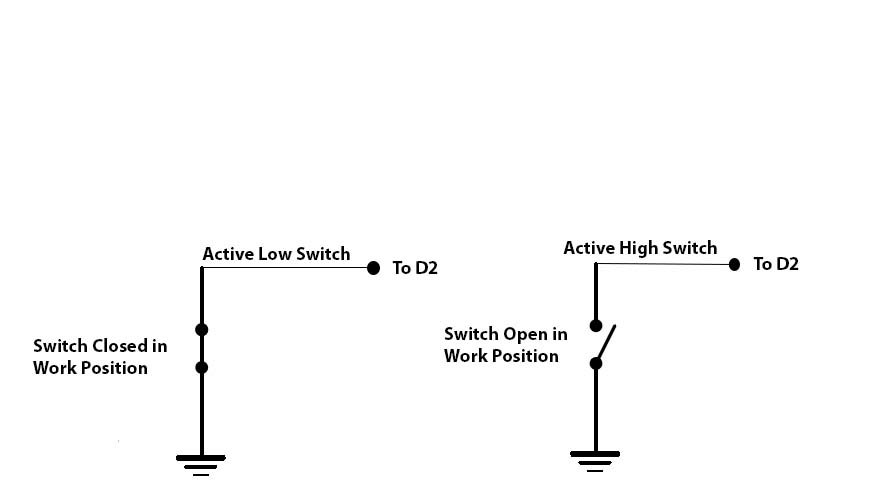 Active Low Switch
To D2
Switch Closed in
Work Position
Active High Switch
To D2
Switch Open in
Work Position